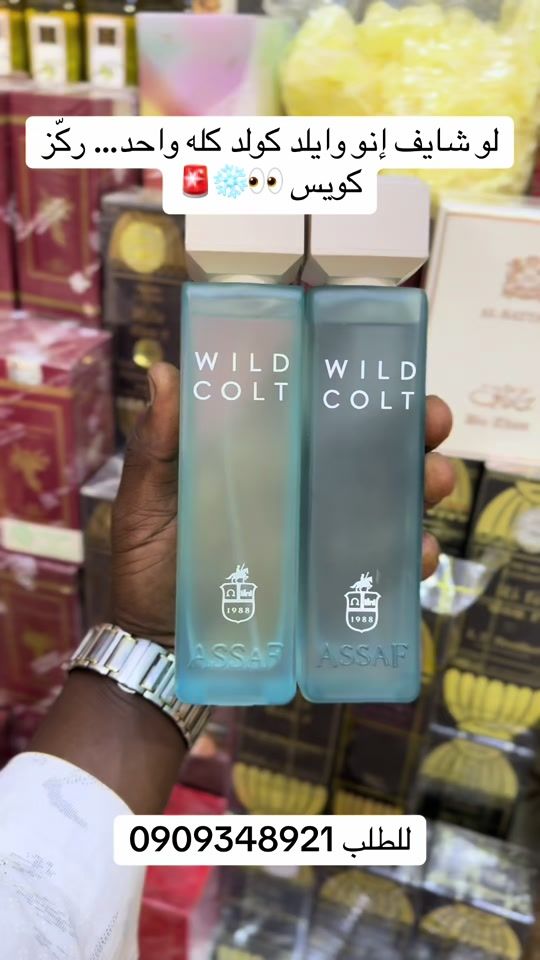 لو شايف إنو وايلد كولد كله واحد... ركّز
كويس 👀❄️🚨
WILD
COLT
WILD
COLT
1988
1988
ASSAF
ASSAF
للطلب 0909348921